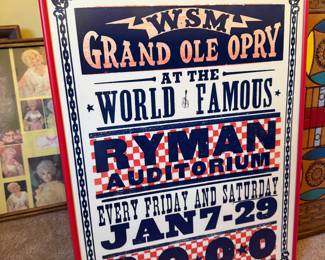 WSM
GRAND OLE OPRY
AT THE
WORLD FAMOUS
RYMAN
AUDITORIUM
EVERY FRIDAY AND SATURDAY
JAN 7-29